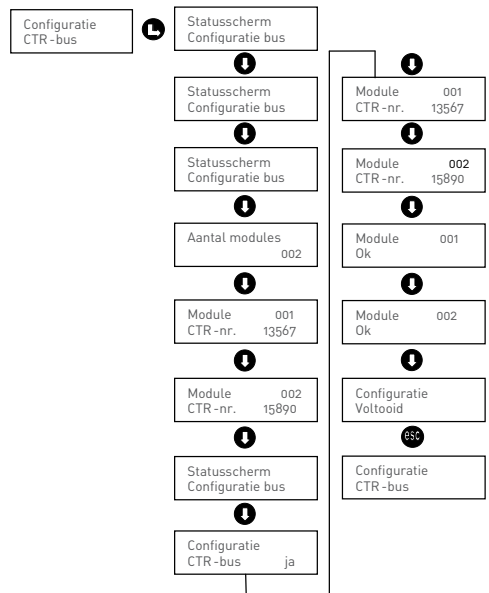 Configuratie
CTR-bus
Statusscherm
Configuratie bus
Statusscherm
Configuratie bus
Statusscherm
Configuratie bus
Aantal modules
002
Module 001
CTR-nr. 13567
Module 002
CTR-nr. 15890
Statusscherm
Configuratie bus
Configuratie
CTR-bus ja
Module 001
CTR-nr. 13567
Module 002
CTR-nr. 15890
Module 001
Ok
Module 002
Ok
Configuratie
Voltooid
esc
Configuratie
CTR-bus